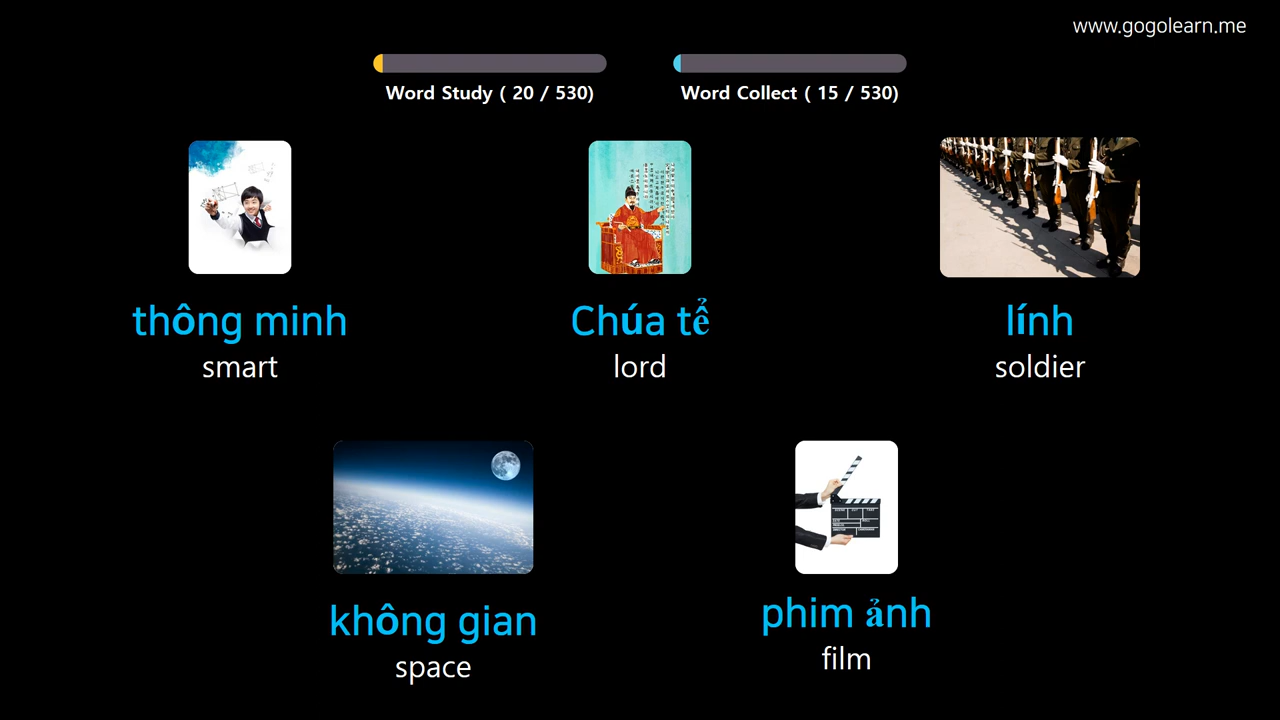 www.gogolearn.me
Word Study ( 20 / 530)
Word Collect ( 15 / 530)
thông minh
smart
Chúa tể
lord
lính
soldier
không gian
space
phim ảnh
film